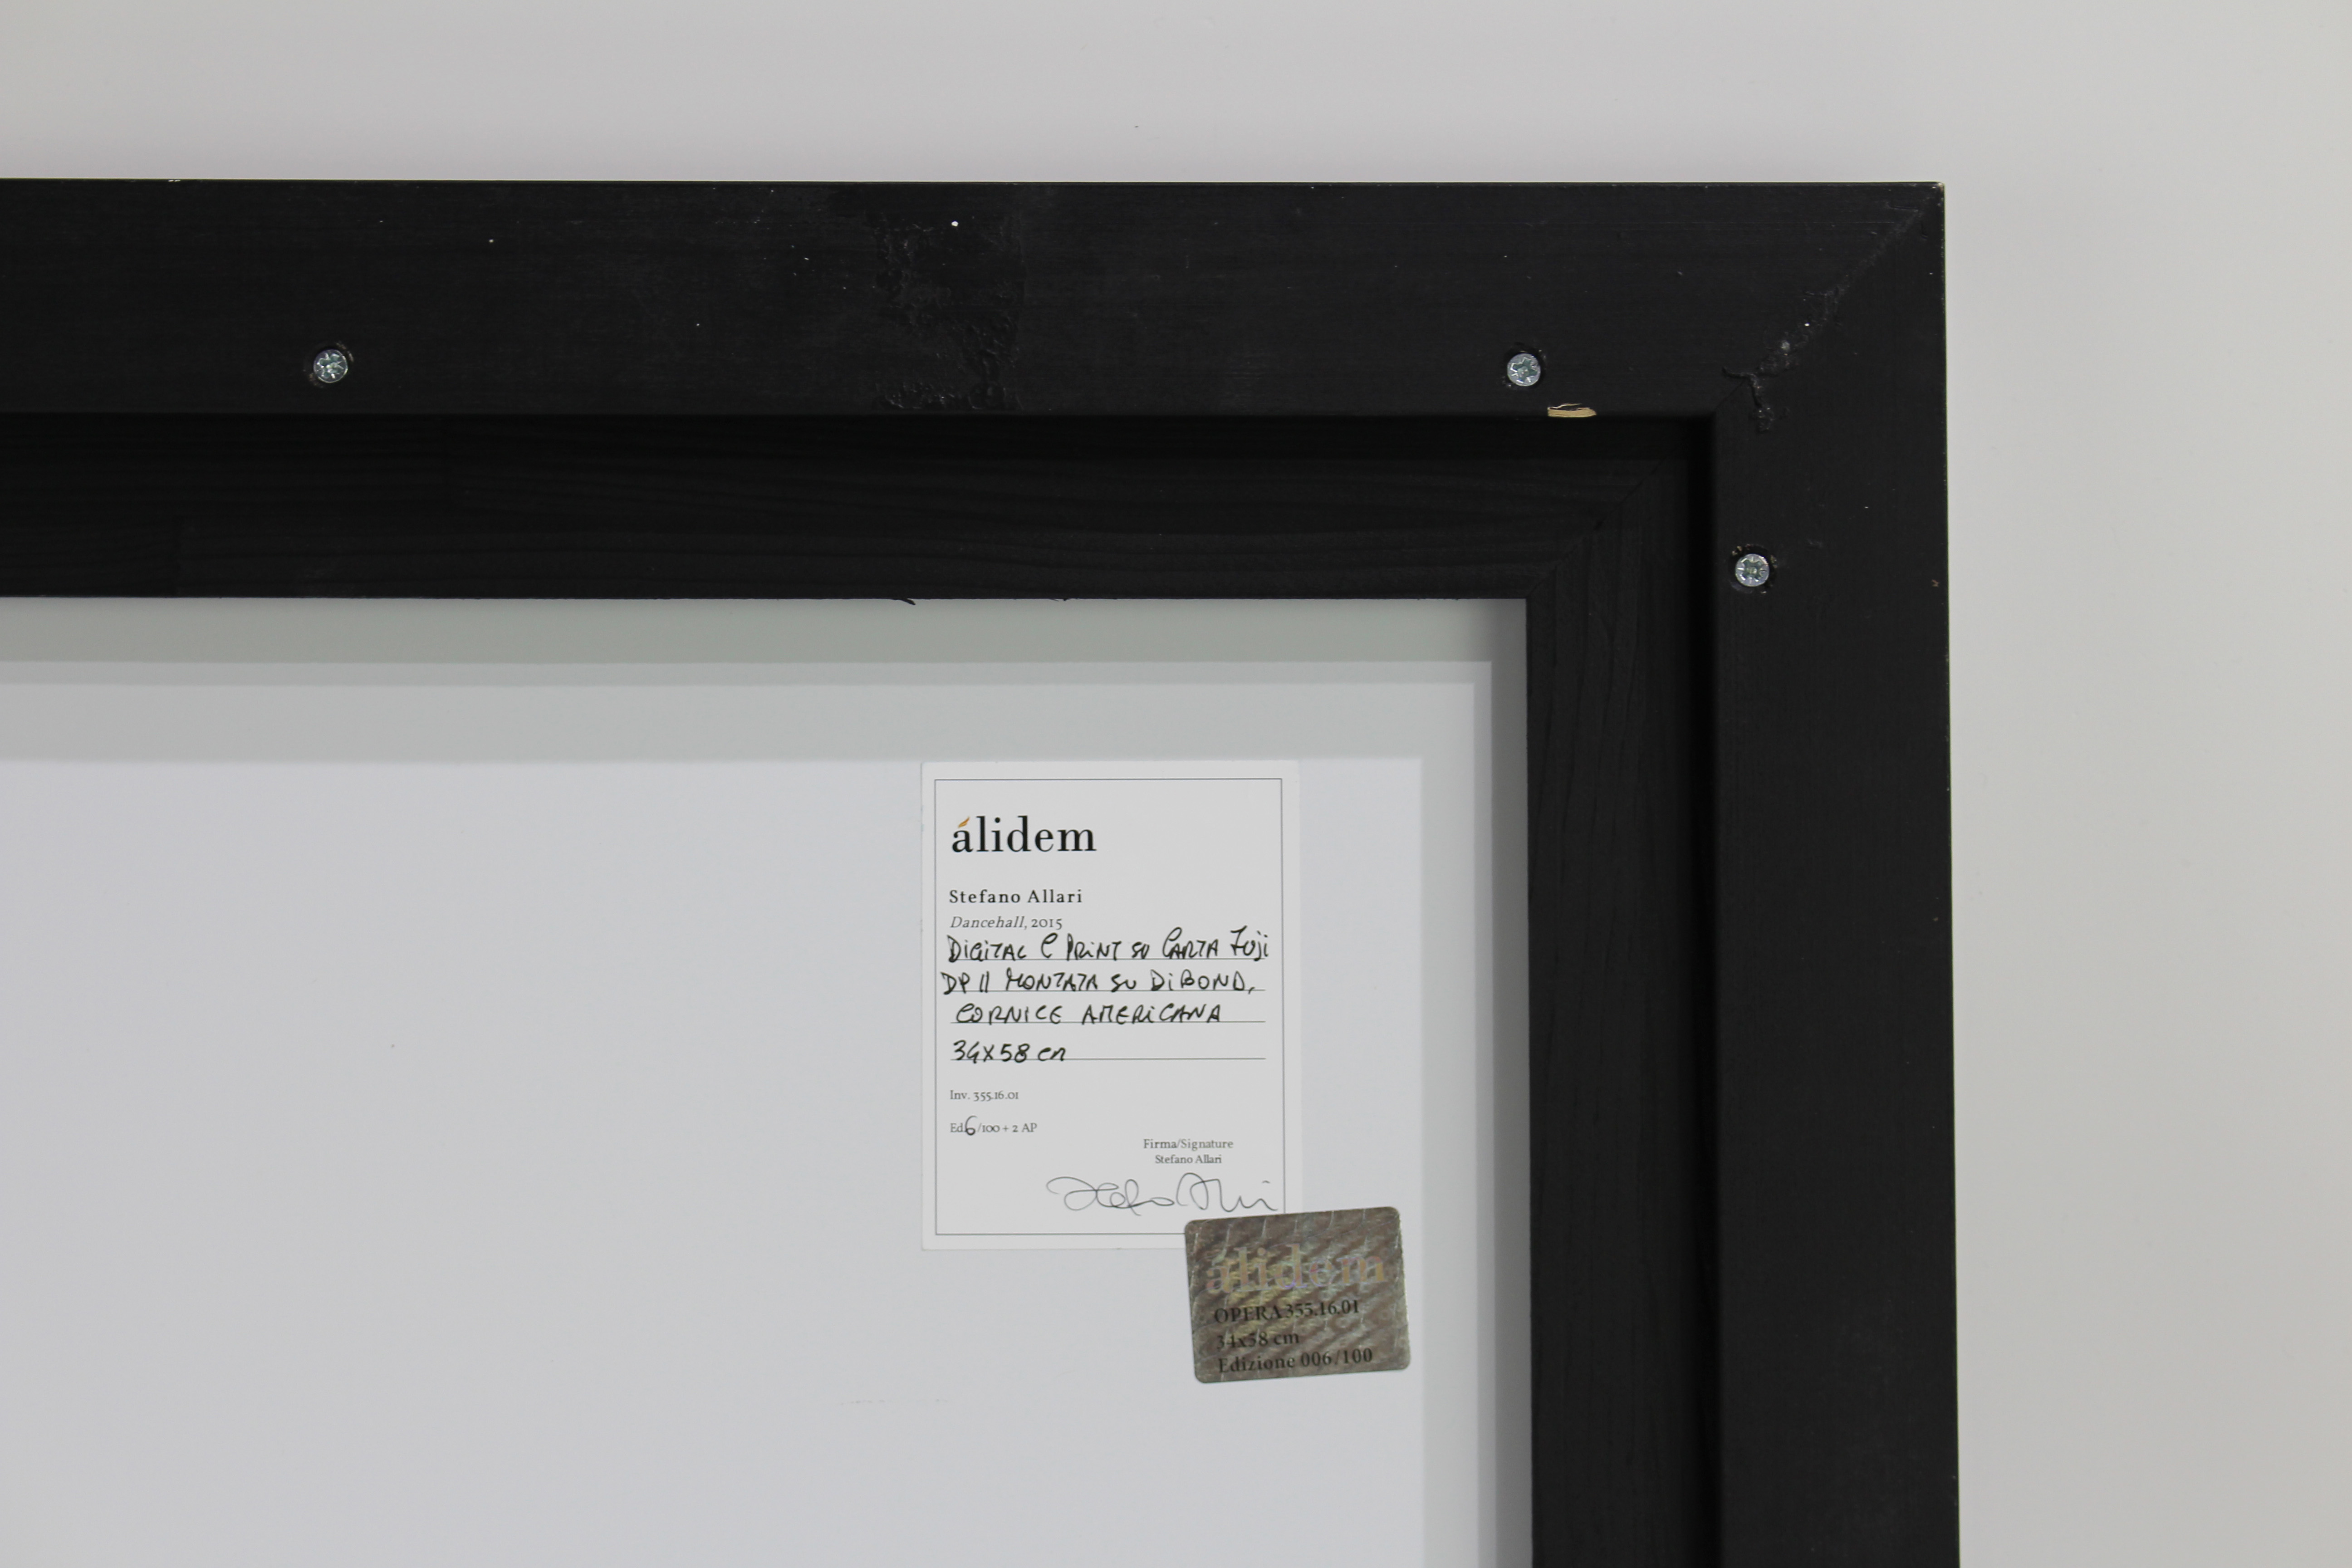 álidem
Stefano Allari
Dancehall, 2015
DIGITAL C PRINT SU CARTA FUJI
DP II MONTATA SU DIBOND,
CORNICE AMERICANA
34X58 cm
Inv. 355.16.01
Ed.6/100 + 2 AP
Firma/Signature
Stefano Allari
álidem
OPERA 355.16.01
34x58 cm
Edizione 006/100